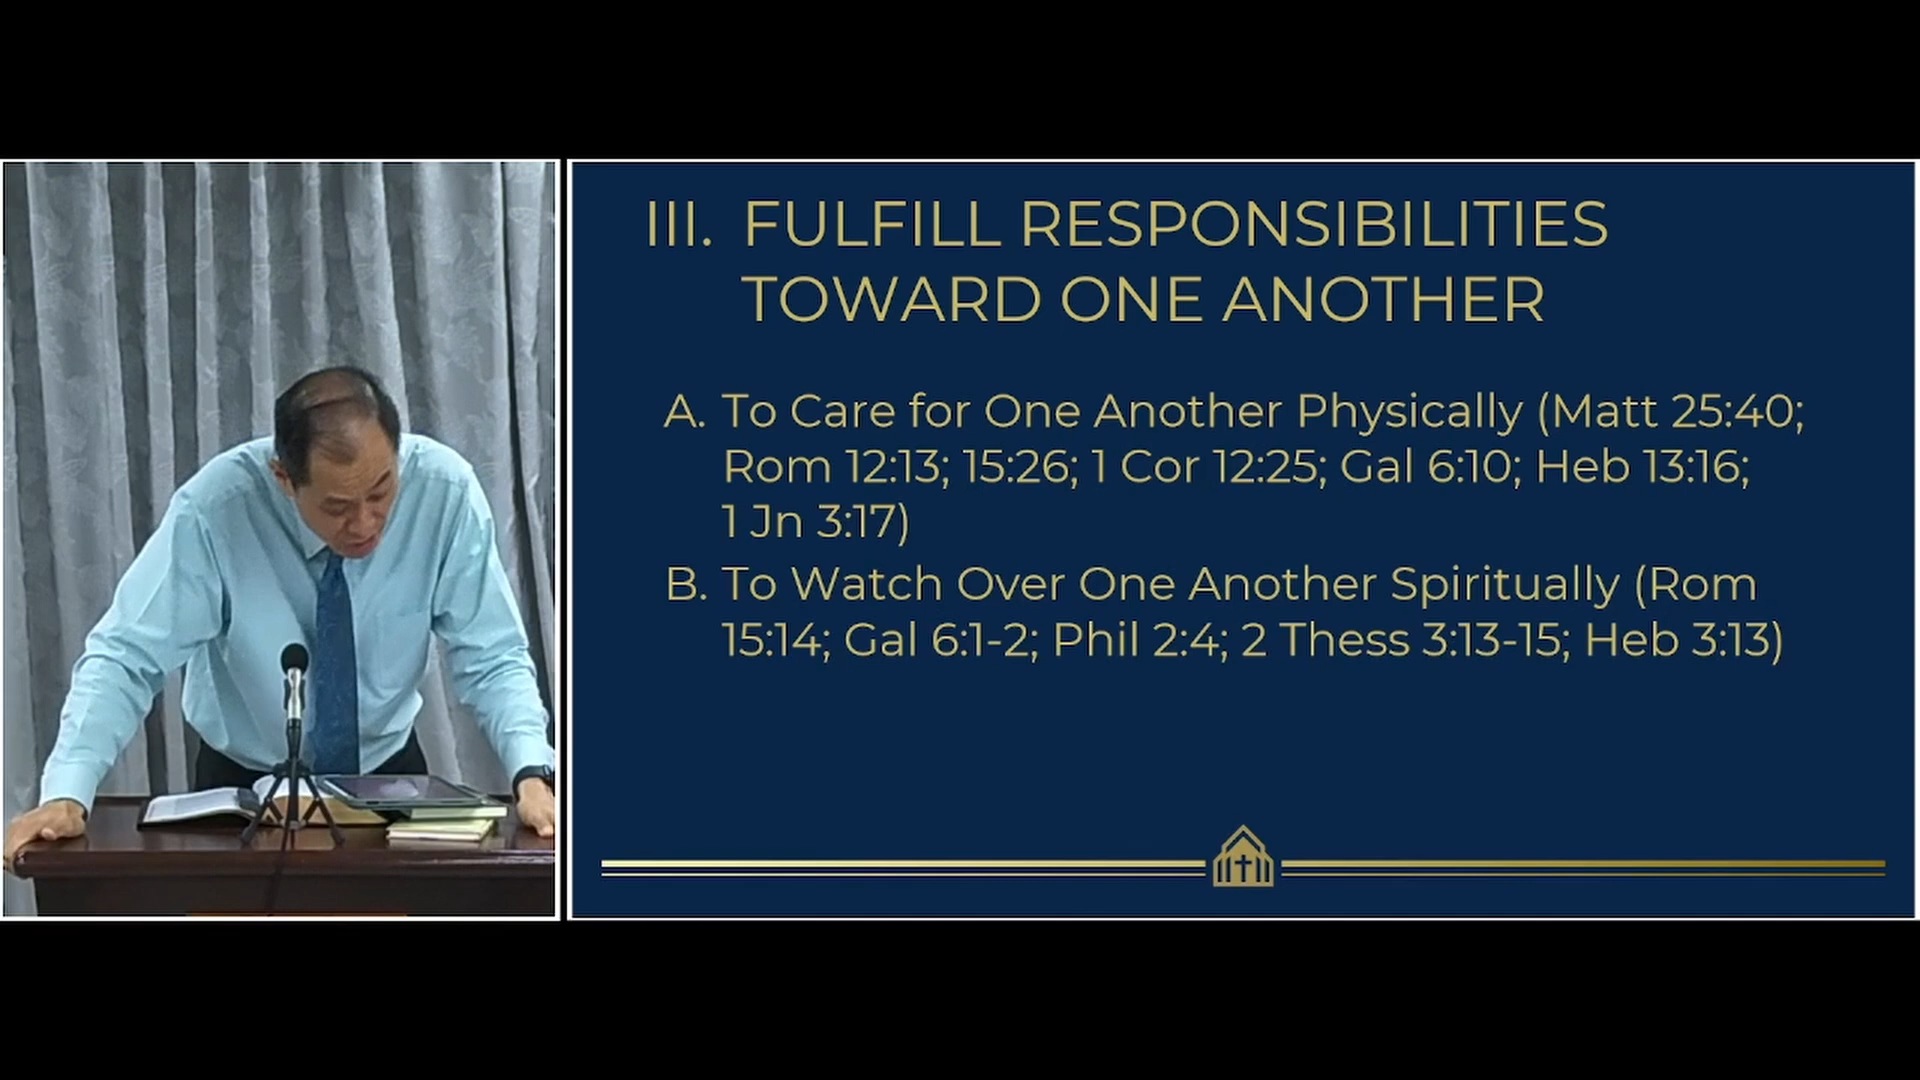 III. FULFILL RESPONSIBILITIES
TOWARD ONE ANOTHER
A. To Care for One Another Physically (Matt 25:40;
Rom 12:13; 15:26; 1 Cor 12:25; Gal 6:10; Heb 13:16;
1 Jn 3:17)
B. To Watch Over One Another Spiritually (Rom
15:14; Gal 6:1-2; Phil 2:4; 2 Thess 3:13-15; Heb 3:13)